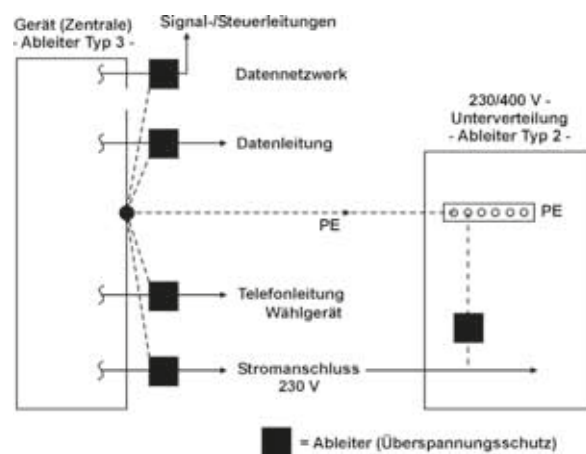 Gerät (Zentrale)
- Ableiter Typ 3 -
Signal-/Steuerleitungen
Datennetzwerk
230/400 V -
Unterverteilung
- Ableiter Typ 2 -
Datenleitung
PE
PE
Telefonleitung
Wählgerät
Stromanschluss
230 V
= Ableiter (Überspannungsschutz)